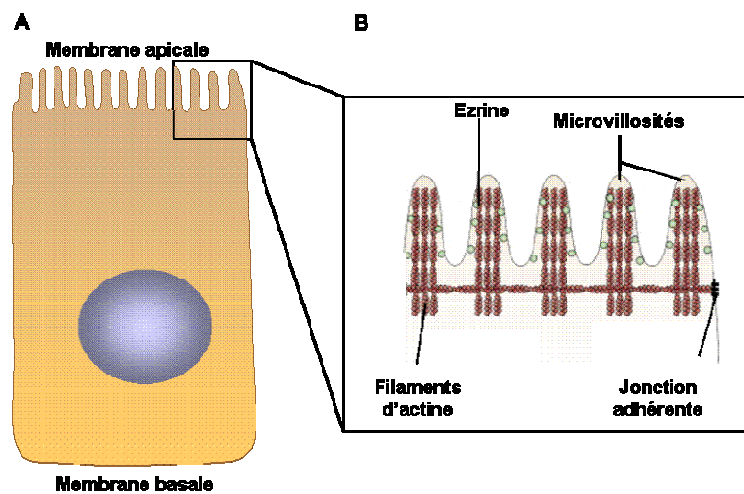 A
Membrane apicale
B
Ezrine
Microvillosités
Filaments
d'actine
Jonction
adhérente
Membrane basale